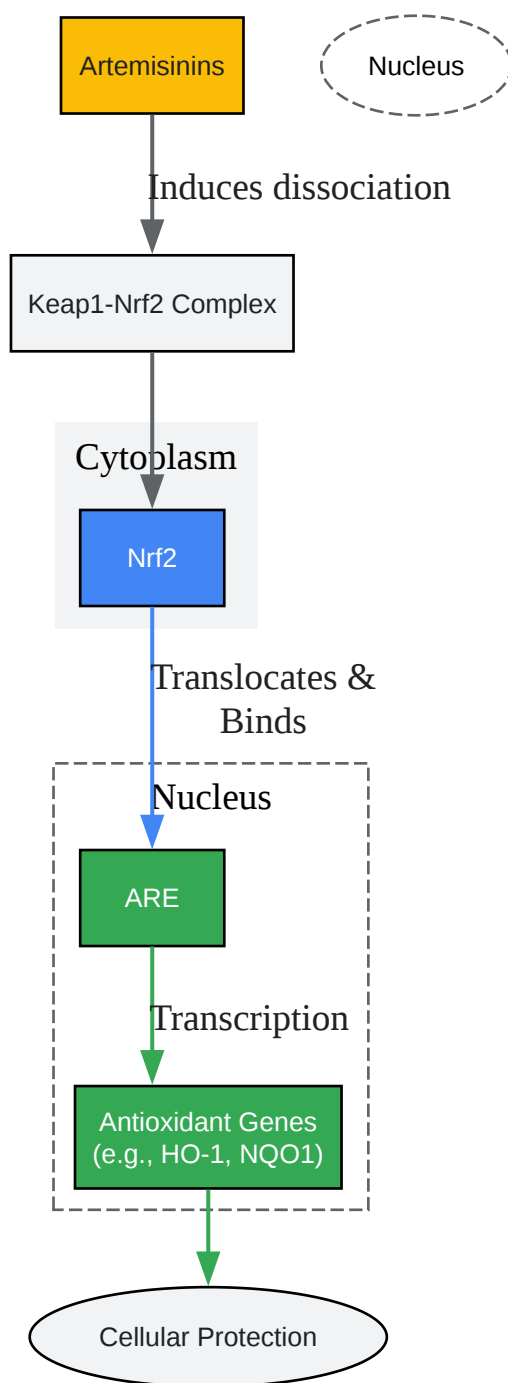 Artemisinins
Nucleus
Induces dissociation
Keap1-Nrf2 Complex
Cytoplasm
Nrf2
Translocates &
Binds
Nucleus
ARE
Transcription
Antioxidant Genes
(e.g., HO-1, NQO1)
Cellular Protection